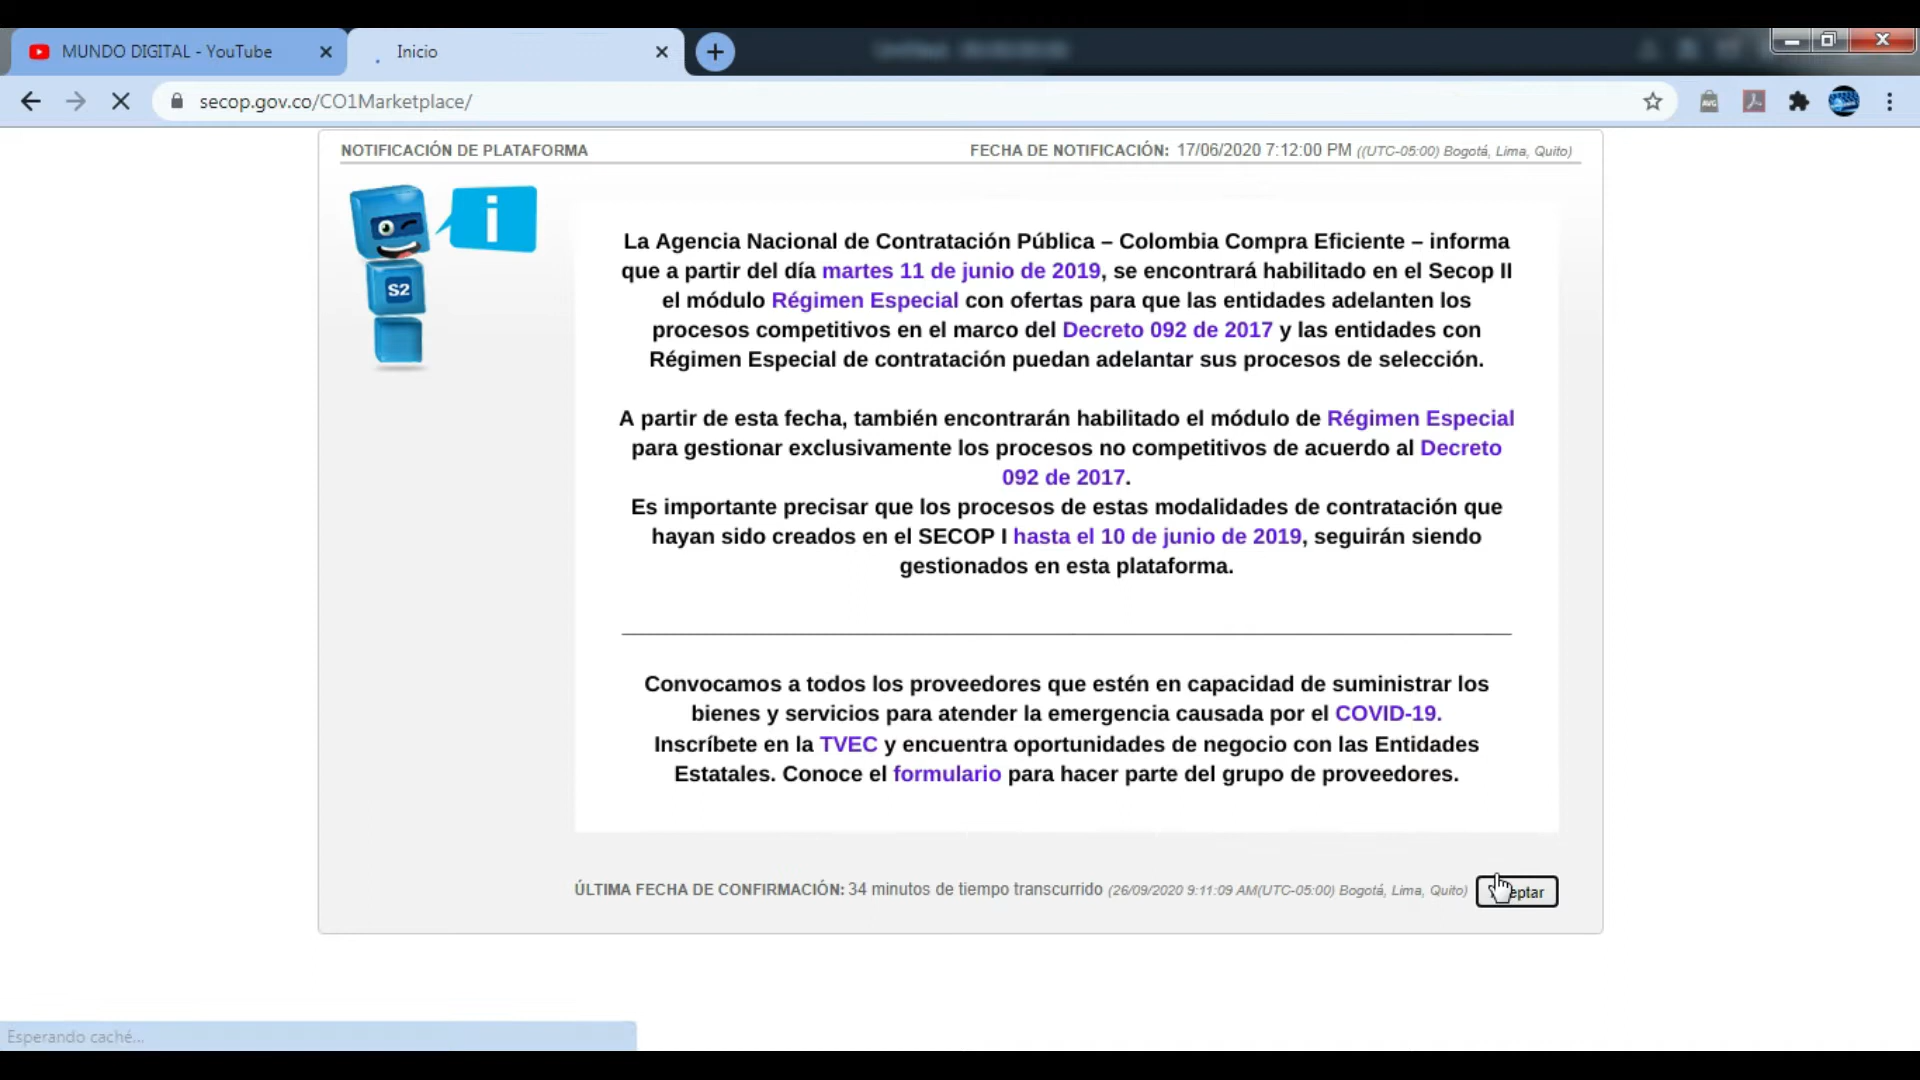 MUNDO DIGITAL - YouTube
Inicio
secop.gov.co/CO1Marketplace/
NOTIFICACIÓN DE PLATAFORMA
FECHA DE NOTIFICACIÓN: 17/06/2020 7:12:00 PM ((UTC-05:00) Bogotá, Lima, Quito)
i
S2
La Agencia Nacional de Contratación Pública – Colombia Compra Eficiente – informa
que a partir del día martes 11 de junio de 2019, se encontrará habilitado en el Secop II
el módulo Régimen Especial con ofertas para que las entidades adelanten los
procesos competitivos en el marco del Decreto 092 de 2017 y las entidades con
Régimen Especial de contratación puedan adelantar sus procesos de selección.
A partir de esta fecha, también encontrarán habilitado el módulo de Régimen Especial
para gestionar exclusivamente los procesos no competitivos de acuerdo al Decreto
092 de 2017.
Es importante precisar que los procesos de estas modalidades de contratación que
hayan sido creados en el SECOP I hasta el 10 de junio de 2019, seguirán siendo
gestionados en esta plataforma.
Convocamos a todos los proveedores que estén en capacidad de suministrar los
bienes y servicios para atender la emergencia causada por el COVID-19.
Inscríbete en la TVEC y encuentra oportunidades de negocio con las Entidades
Estatales. Conoce el formulario para hacer parte del grupo de proveedores.
ÚLTIMA FECHA DE CONFIRMACIÓN: 34 minutos de tiempo transcurrido (26/09/2020 9:11:09 AM(UTC-05:00) Bogotá, Lima, Quito)
Esperando caché...